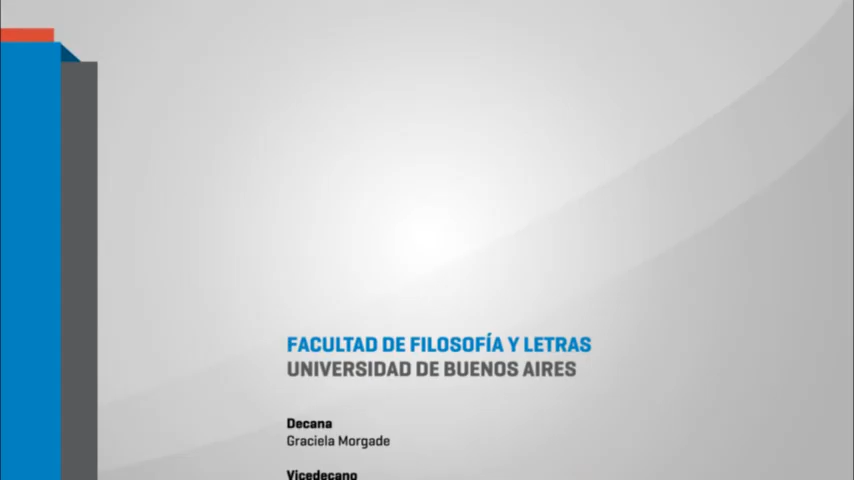 FACULTAD DE FILOSOFÍA Y LETRAS
UNIVERSIDAD DE BUENOS AIRES
Decana
Graciela Morgade
Vicedecano